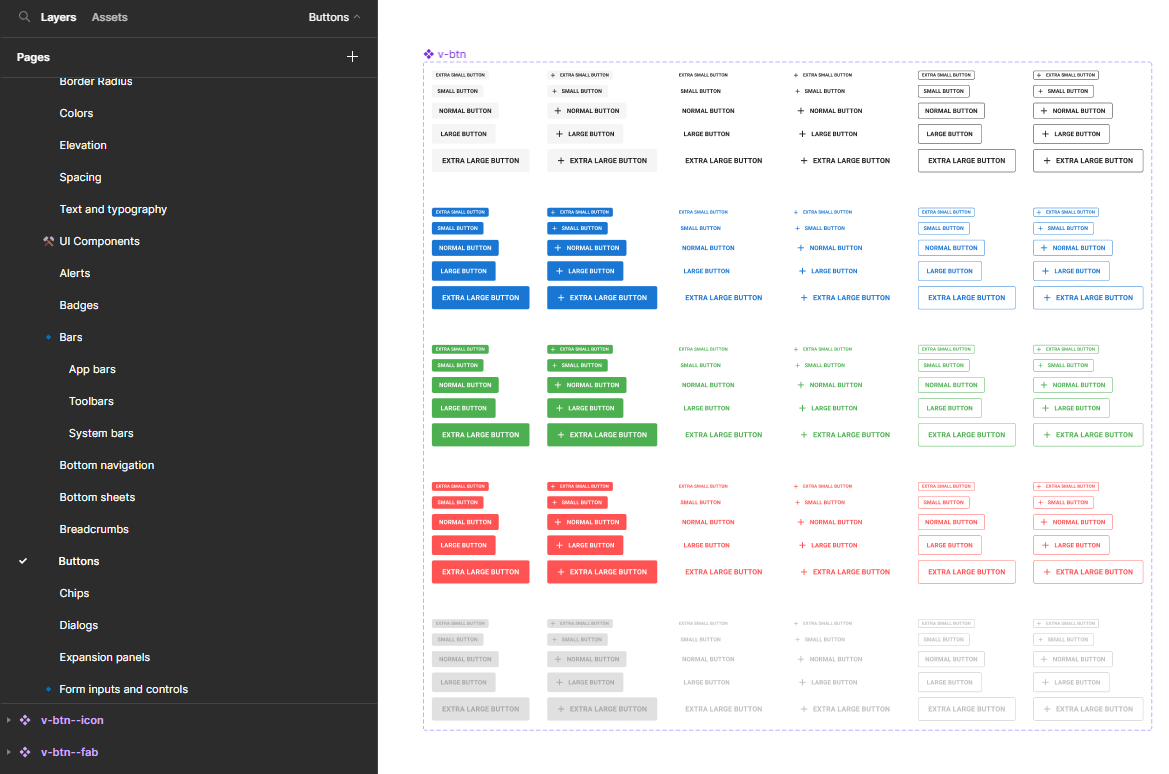 Layers Assets Buttons
Pages
Border Radius
Colors
Elevation
Spacing
Text and typography
UI Components
Alerts
Badges
Bars
App bars
Toolbars
System bars
Bottom navigation
Bottom sheets
Breadcrumbs
Buttons
Chips
Dialogs
Expansion panels
Form inputs and controls
v-btn--icon
v-btn--fab
v-btn
EXTRA SMALL BUTTON + EXTRA SMALL BUTTON EXTRA SMALL BUTTON + EXTRA SMALL BUTTON EXTRA SMALL BUTTON + EXTRA SMALL BUTTON
SMALL BUTTON + SMALL BUTTON SMALL BUTTON + SMALL BUTTON SMALL BUTTON + SMALL BUTTON
NORMAL BUTTON + NORMAL BUTTON NORMAL BUTTON + NORMAL BUTTON NORMAL BUTTON + NORMAL BUTTON
LARGE BUTTON + LARGE BUTTON LARGE BUTTON + LARGE BUTTON LARGE BUTTON + LARGE BUTTON
EXTRA LARGE BUTTON + EXTRA LARGE BUTTON EXTRA LARGE BUTTON + EXTRA LARGE BUTTON EXTRA LARGE BUTTON + EXTRA LARGE BUTTON
EXTRA SMALL BUTTON + EXTRA SMALL BUTTON EXTRA SMALL BUTTON + EXTRA SMALL BUTTON EXTRA SMALL BUTTON + EXTRA SMALL BUTTON
SMALL BUTTON + SMALL BUTTON SMALL BUTTON + SMALL BUTTON SMALL BUTTON + SMALL BUTTON
NORMAL BUTTON + NORMAL BUTTON NORMAL BUTTON + NORMAL BUTTON NORMAL BUTTON + NORMAL BUTTON
LARGE BUTTON + LARGE BUTTON LARGE BUTTON + LARGE BUTTON LARGE BUTTON + LARGE BUTTON
EXTRA LARGE BUTTON + EXTRA LARGE BUTTON EXTRA LARGE BUTTON + EXTRA LARGE BUTTON EXTRA LARGE BUTTON + EXTRA LARGE BUTTON
EXTRA SMALL BUTTON + EXTRA SMALL BUTTON EXTRA SMALL BUTTON + EXTRA SMALL BUTTON EXTRA SMALL BUTTON + EXTRA SMALL BUTTON
SMALL BUTTON + SMALL BUTTON SMALL BUTTON + SMALL BUTTON SMALL BUTTON + SMALL BUTTON
NORMAL BUTTON + NORMAL BUTTON NORMAL BUTTON + NORMAL BUTTON NORMAL BUTTON + NORMAL BUTTON
LARGE BUTTON + LARGE BUTTON LARGE BUTTON + LARGE BUTTON LARGE BUTTON + LARGE BUTTON
EXTRA LARGE BUTTON + EXTRA LARGE BUTTON EXTRA LARGE BUTTON + EXTRA LARGE BUTTON EXTRA LARGE BUTTON + EXTRA LARGE BUTTON
EXTRA SMALL BUTTON + EXTRA SMALL BUTTON EXTRA SMALL BUTTON + EXTRA SMALL BUTTON EXTRA SMALL BUTTON + EXTRA SMALL BUTTON
SMALL BUTTON + SMALL BUTTON SMALL BUTTON + SMALL BUTTON SMALL BUTTON + SMALL BUTTON
NORMAL BUTTON + NORMAL BUTTON NORMAL BUTTON + NORMAL BUTTON NORMAL BUTTON + NORMAL BUTTON
LARGE BUTTON + LARGE BUTTON LARGE BUTTON + LARGE BUTTON LARGE BUTTON + LARGE BUTTON
EXTRA LARGE BUTTON + EXTRA LARGE BUTTON EXTRA LARGE BUTTON + EXTRA LARGE BUTTON EXTRA LARGE BUTTON + EXTRA LARGE BUTTON
EXTRA SMALL BUTTON + EXTRA SMALL BUTTON EXTRA SMALL BUTTON + EXTRA SMALL BUTTON EXTRA SMALL BUTTON + EXTRA SMALL BUTTON
SMALL BUTTON + SMALL BUTTON SMALL BUTTON + SMALL BUTTON SMALL BUTTON + SMALL BUTTON
NORMAL BUTTON + NORMAL BUTTON NORMAL BUTTON + NORMAL BUTTON NORMAL BUTTON + NORMAL BUTTON
LARGE BUTTON + LARGE BUTTON LARGE BUTTON + LARGE BUTTON LARGE BUTTON + LARGE BUTTON
EXTRA LARGE BUTTON + EXTRA LARGE BUTTON EXTRA LARGE BUTTON + EXTRA LARGE BUTTON EXTRA LARGE BUTTON + EXTRA LARGE BUTTON